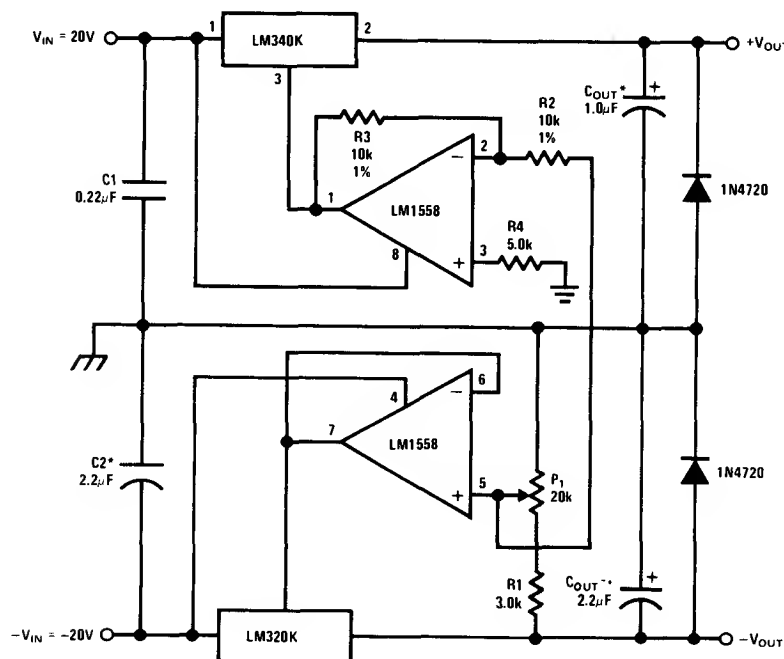 V_IN = 20V
1
LM340K
2
+V_OUT
3
C_OUT*
1.0μF
+
R3
10k
1%
R2
10k
1%
2
−
C1
0.22μF
1
LM1558
1N4720
8
3
+
R4
5.0k
4
6
−
7
LM1558
C2*
2.2μF
5
+
P₁
20k
1N4720
R1
3.0k
C_OUT⁻*
2.2μF
+
−V_IN = −20V
LM320K
−V_OUT